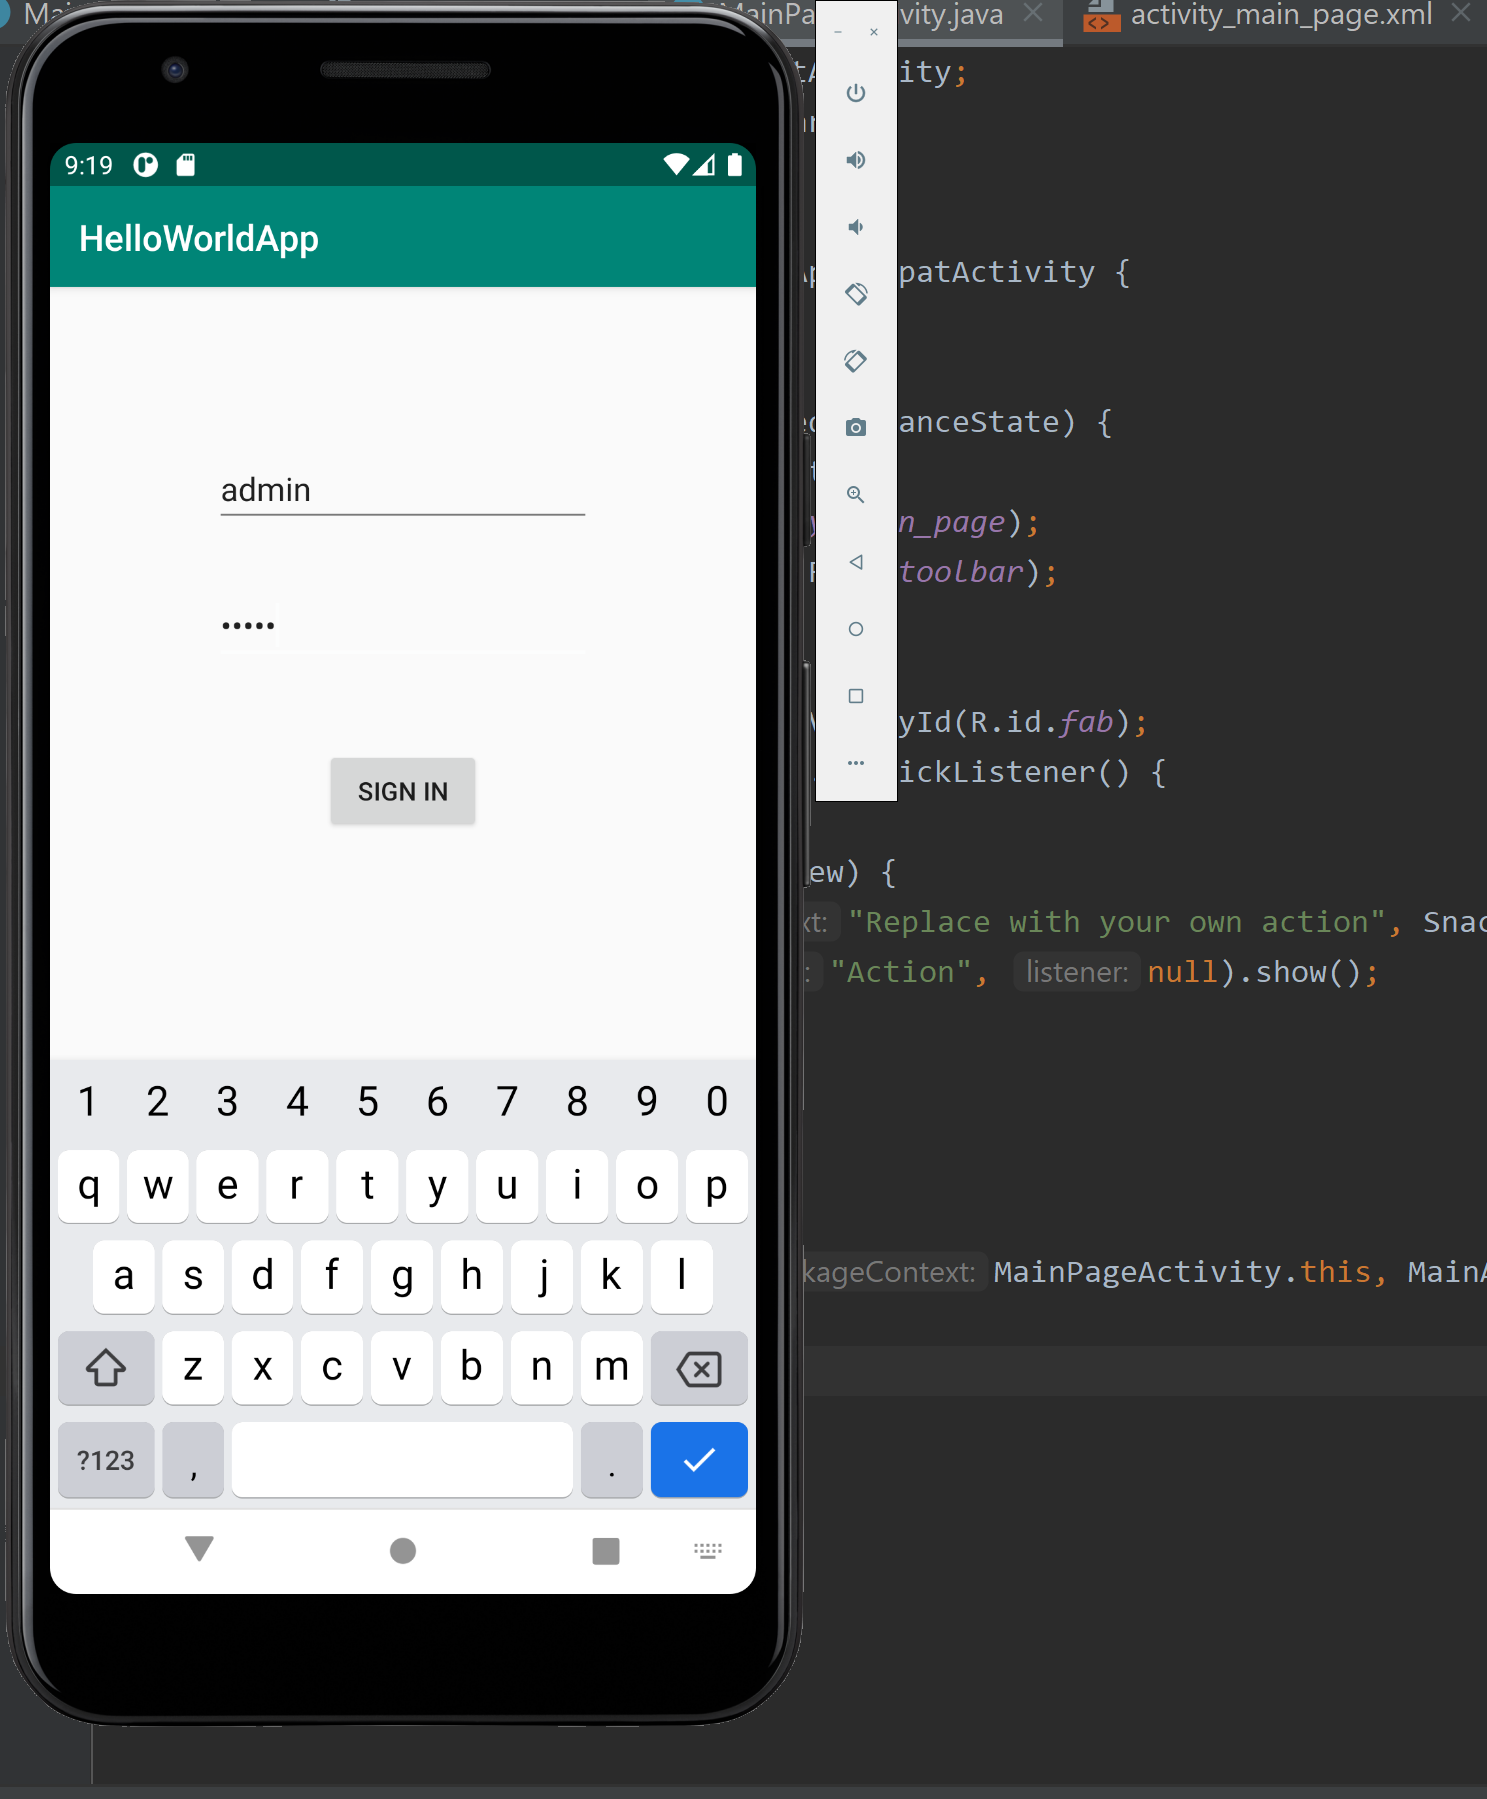 vity.java
activity_main_page.xml
9:19
HelloWorldApp
admin
•••••
SIGN IN
1 2 3 4 5 6 7 8 9 0
q w e r t y u i o p
a s d f g h j k l
z x c v b n m
?123 , .
ity;
patActivity {
anceState) {
n_page);
toolbar);
yId(R.id.fab);
ickListener() {
ew) {
xt: "Replace with your own action", Snac
: "Action", listener: null).show();
kageContext: MainPageActivity.this, MainA